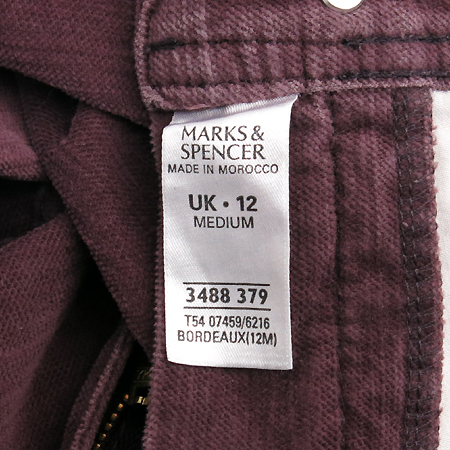 MARKS &
SPENCER
MADE IN MOROCCO
UK • 12
MEDIUM
3488 379
T54 07459/6216
BORDEAUX(12M)